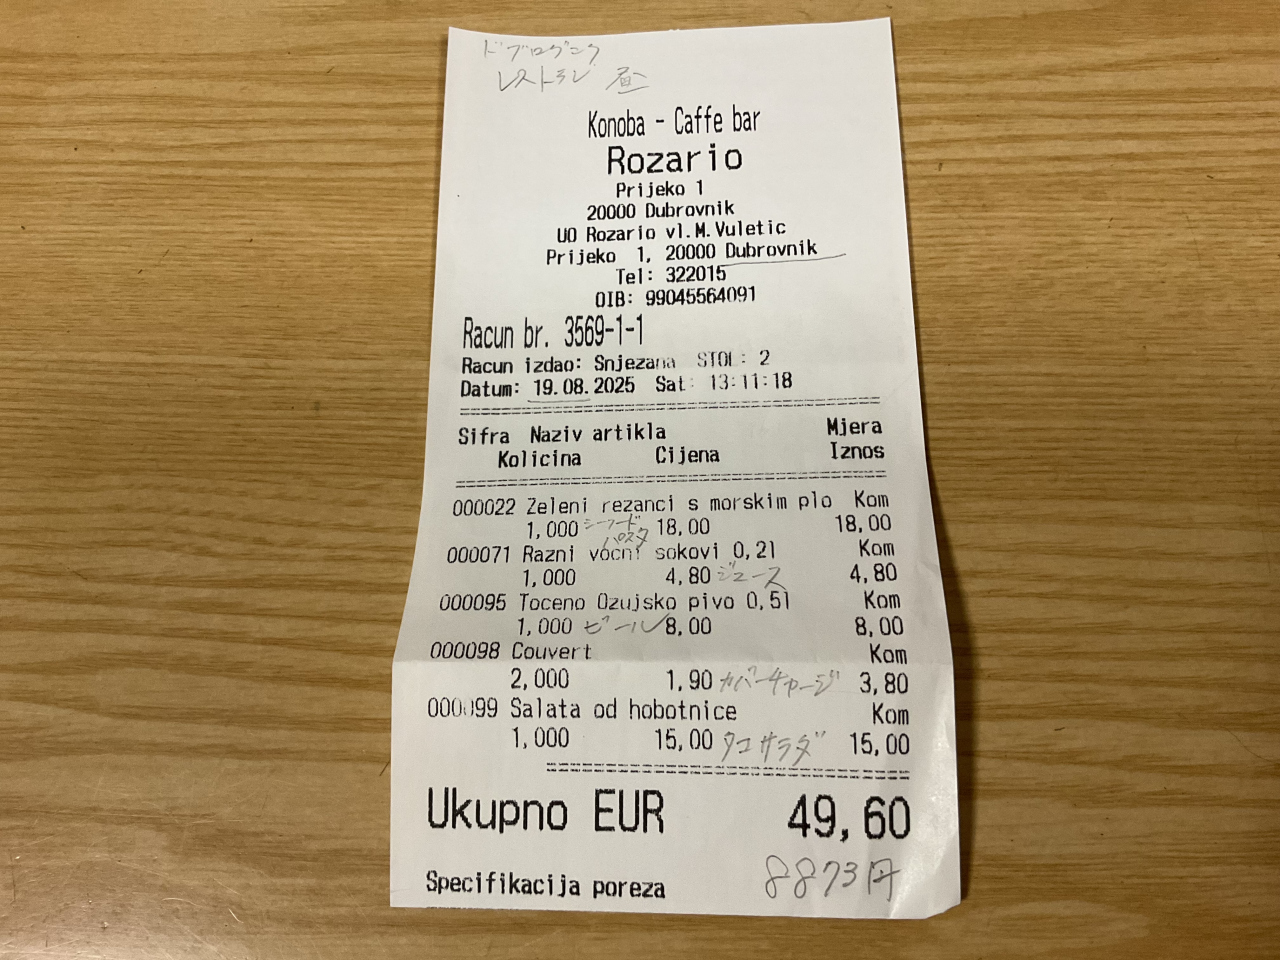 ドブログニク
レストラン 昼
Konoba - Caffe bar
Rozario
Prijeko 1
20000 Dubrovnik
UO Rozario vl.M.Vuletic
Prijeko 1, 20000 Dubrovnik
Tel: 322015
OIB: 99045564091
Racun br. 3569-1-1
Racun izdao: Snjezana STOL: 2
Datum: 19.08.2025 Sat: 13:11:18
Sifra Naziv artikla Mjera
Kolicina Cijena Iznos
000022 Zeleni rezanci s morskim plo Kom
1,000 シーフード パスタ 18,00 18,00
000071 Razni vocni sokovi 0,2l Kom
1,000 4,80 ジュース 4,80
000095 Toceno Ozujsko pivo 0,5l Kom
1,000 ビール 8,00 8,00
000098 Couvert Kom
2,000 1,90 カバーチャージ 3,80
000099 Salata od hobotnice Kom
1,000 15,00 タコサラダ 15,00
Ukupno EUR 49,60
8873円
Specifikacija poreza